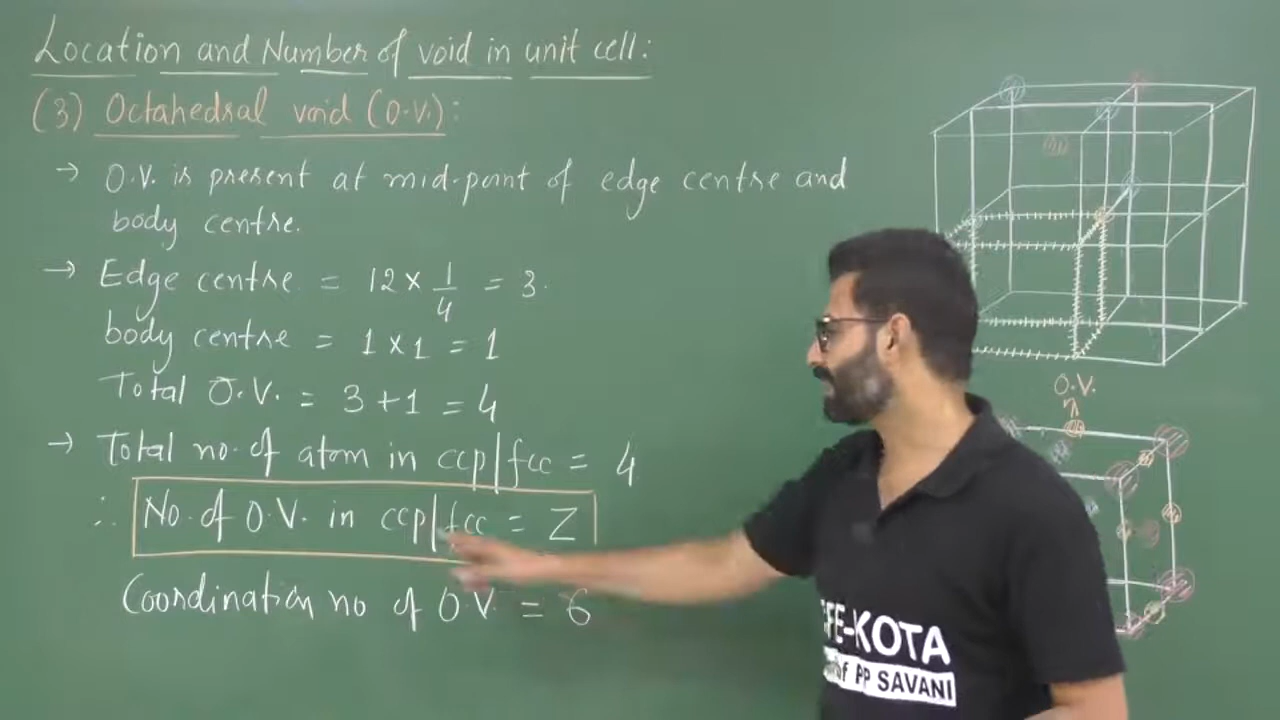 Location and Number of void in unit cell:
(3) Octahedral void (O.V.):
→ O.V. is present at mid-point of edge centre and
body centre.
→ Edge centre = 12 × 1/4 = 3.
body centre = 1 × 1 = 1
Total O.V. = 3 + 1 = 4
→ Total no. of atom in ccp|fcc = 4
∴ No. of O.V. in ccp|fcc = Z
Coordination no of O.V. = 6
O.V.
FE-KOTA
of PP SAVANI